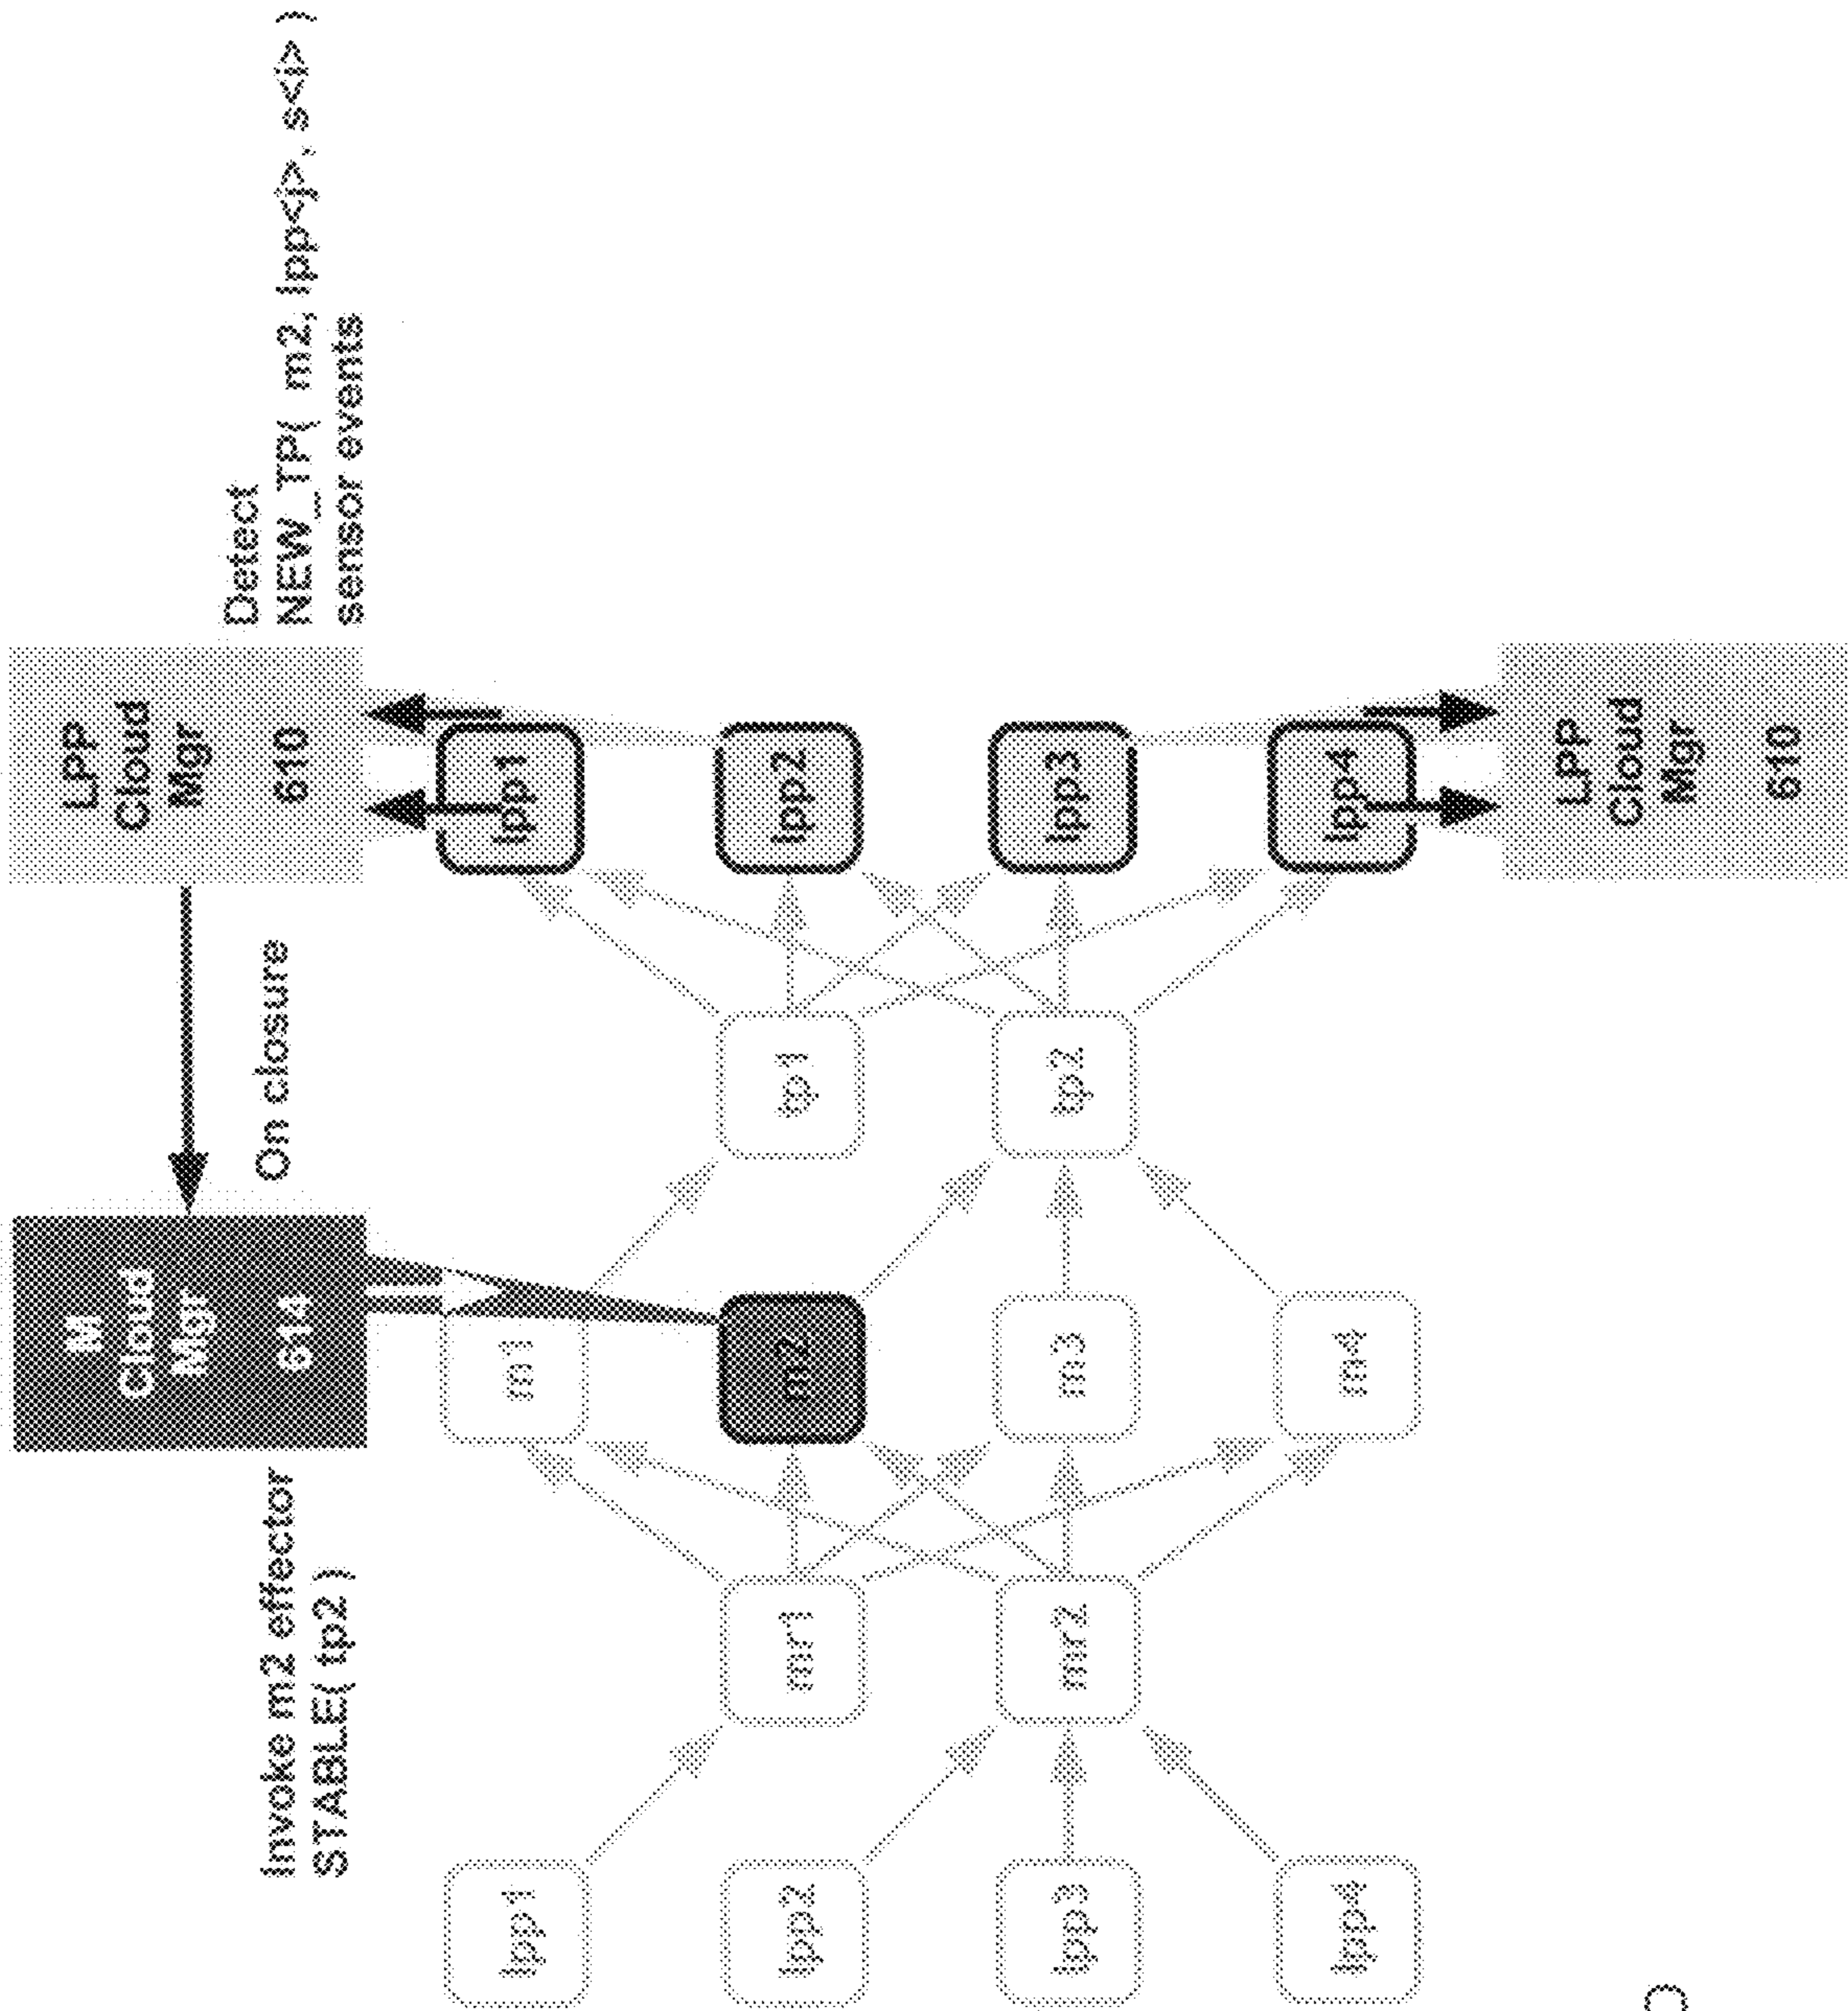 M
Cloud
Mgr
614
LPP
Cloud
Mgr
610
Invoke m2 effector
STABLE( tp2 )
On closure
Detect
NEW_TP( m2, lpp<j>, s<i> )
sensor events
lpp1
m1
lpp1
lpp2
mr1
m2
tp1
lpp2
lpp3
mr2
m3
tp2
lpp3
lpp4
m4
lpp4
LPP
Cloud
Mgr
610